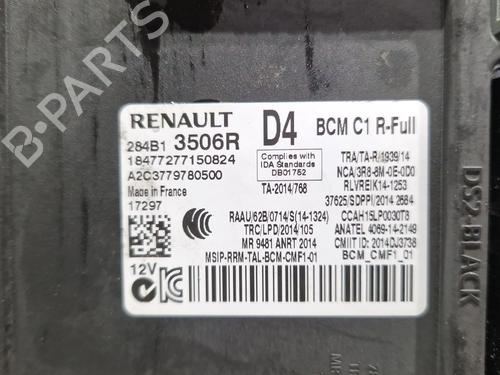 B-PARTS
RENAULT
D4
BCM C1 R-Full
284B1 3506R
18477277150824
A2C3779780500
Made in France
17297
Complies with
IDA Standards
DB01752
TA-2014/768
TRA/TA-R/1939/14
NCA/3R8-8M-0E-0D0
RLVREIK14-1253
37625/SDPPI/2014 2684
RAAU/62B/0714/S(14-1324)
CCAH15LP0030T8
TRC/LPD/2014/105
ANATEL 4069-14-2149
MR 9481 ANRT 2014
CMIIT ID: 2014DJ3738
MSIP-RRM-TAL-BCM-CMF1-01
BCM_CMF1_01
12V
DS2-BLACK